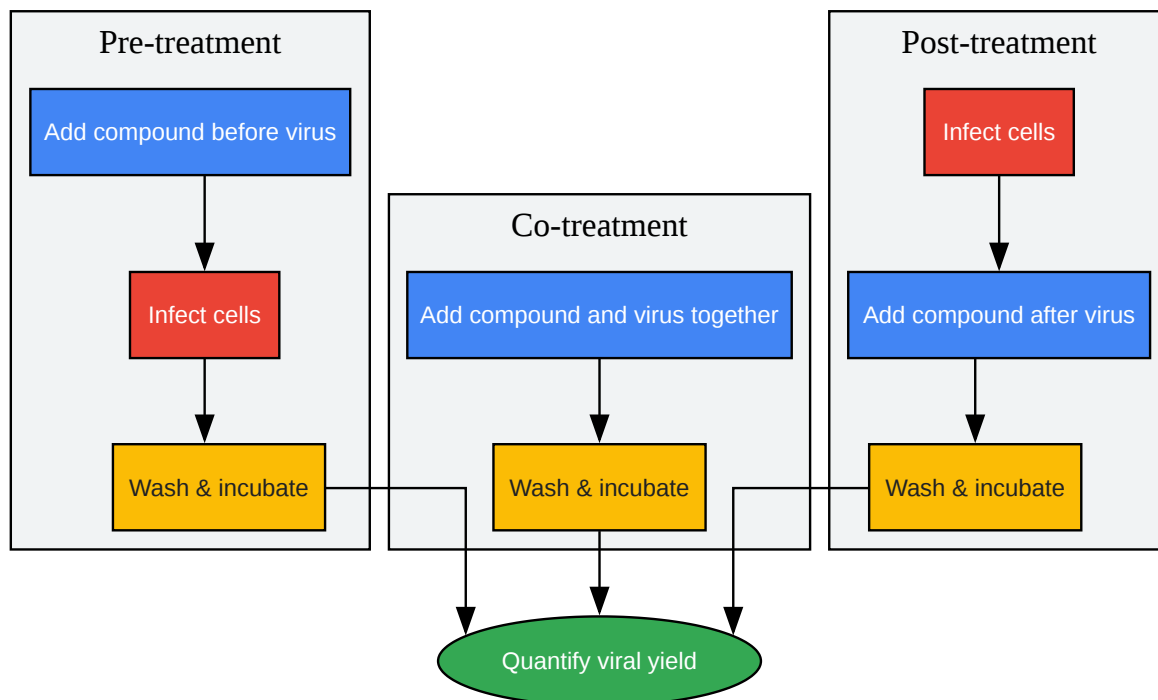 Pre-treatment
Add compound before virus
Infect cells
Wash & incubate
Co-treatment
Add compound and virus together
Wash & incubate
Post-treatment
Infect cells
Add compound after virus
Wash & incubate
Quantify viral yield